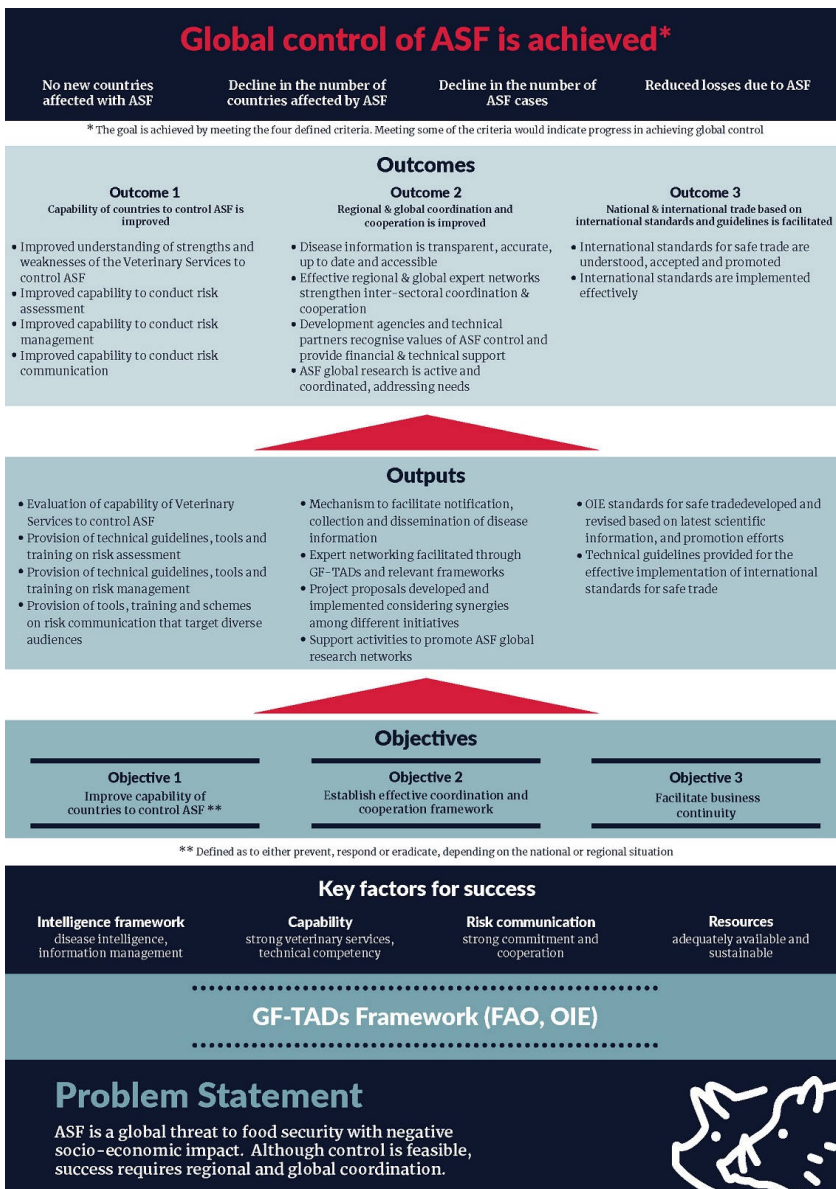 Global control of ASF is achieved*
No new countries
affected with ASF
Decline in the number of
countries affected by ASF
Decline in the number of
ASF cases
Reduced losses due to ASF
* The goal is achieved by meeting the four defined criteria. Meeting some of the criteria would indicate progress in achieving global control
Outcomes
Outcome 1
Capability of countries to control ASF is
improved
• Improved understanding of strengths and
weaknesses of the Veterinary Services to
control ASF
• Improved capability to conduct risk
assessment
• Improved capability to conduct risk
management
• Improved capability to conduct risk
communication
Outcome 2
Regional & global coordination and
cooperation is improved
• Disease information is transparent, accurate,
up to date and accessible
• Effective regional & global expert networks
strengthen inter-sectoral coordination &
cooperation
• Development agencies and technical
partners recognise values of ASF control and
provide financial & technical support
• ASF global research is active and
coordinated, addressing needs
Outcome 3
National & international trade based on
international standards and guidelines is facilitated
• International standards for safe trade are
understood, accepted and promoted
• International standards are implemented
effectively
Outputs
• Evaluation of capability of Veterinary
Services to control ASF
• Provision of technical guidelines, tools and
training on risk assessment
• Provision of technical guidelines, tools and
training on risk management
• Provision of tools, training and schemes
on risk communication that target diverse
audiences
• Mechanism to facilitate notification,
collection and dissemination of disease
information
• Expert networking facilitated through
GF-TADs and relevant frameworks
• Project proposals developed and
implemented considering synergies
among different initiatives
• Support activities to promote ASF global
research networks
• OIE standards for safe tradedeveloped and
revised based on latest scientific
information, and promotion efforts
• Technical guidelines provided for the
effective implementation of international
standards for safe trade
Objectives
Objective 1
Improve capability of
countries to control ASF **
Objective 2
Establish effective coordination and
cooperation framework
Objective 3
Facilitate business
continuity
** Defined as to either prevent, respond or eradicate, depending on the national or regional situation
Key factors for success
Intelligence framework
disease intelligence,
information management
Capability
strong veterinary services,
technical competency
Risk communication
strong commitment and
cooperation
Resources
adequately available and
sustainable
GF-TADs Framework (FAO, OIE)
Problem Statement
ASF is a global threat to food security with negative
socio-economic impact. Although control is feasible,
success requires regional and global coordination.